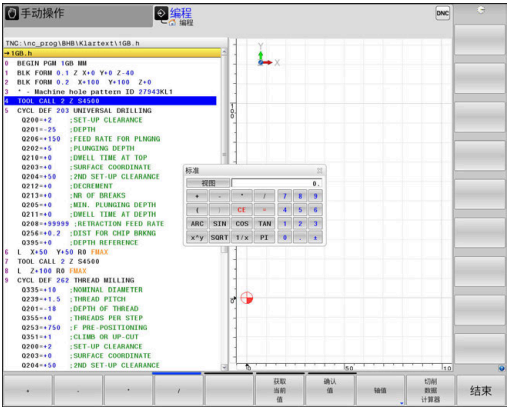 手动操作
编程
编程
DNC
TNC:\nc_prog\BHB\Klartext\1GB.h
→1GB.h
0 BEGIN PGM 1GB MM
1 BLK FORM 0.1 Z X+0 Y+0 Z-40
2 BLK FORM 0.2 X+100 Y+100 Z+0
3 * - Machine hole pattern ID 27943KL1
4 TOOL CALL 2 Z S4500
5 CYCL DEF 203 UNIVERSAL DRILLING
Q200=+2 ;SET-UP CLEARANCE
Q201=-25 ;DEPTH
Q206=+150 ;FEED RATE FOR PLNGNG
Q202=+5 ;PLUNGING DEPTH
Q210=+0 ;DWELL TIME AT TOP
Q203=+0 ;SURFACE COORDINATE
Q204=+50 ;2ND SET-UP CLEARANCE
Q212=+0 ;DECREMENT
Q213=+0 ;NR OF BREAKS
Q205=+0 ;MIN. PLUNGING DEPTH
Q211=+0 ;DWELL TIME AT DEPTH
Q208=+99999 ;RETRACTION FEED RATE
Q256=+0.2 ;DIST FOR CHIP BRKNG
Q395=+0 ;DEPTH REFERENCE
6 L X+50 Y+50 R0 FMAX
7 TOOL CALL 2 Z S4500
8 L Z+100 R0 FMAX
9 CYCL DEF 262 THREAD MILLING
Q335=+10 ;NOMINAL DIAMETER
Q239=+1.5 ;THREAD PITCH
Q201=-18 ;DEPTH OF THREAD
Q355=+0 ;THREADS PER STEP
Q253=+750 ;F PRE-POSITIONING
Q351=+1 ;CLIMB OR UP-CUT
Q200=+2 ;SET-UP CLEARANCE
Q203=+0 ;SURFACE COORDINATE
Q204=+50 ;2ND SET-UP CLEARANCE
Y
X
100
0
0
50
标准
视图 0.
+ - * / 7 8 9
( ) CE = 4 5 6
ARC SIN COS TAN 1 2 3
x^y SQRT 1/x PI 0 . ±
+ - * /
获取 当前 值
确认 值
轴值
切削 数据 计算器
结束